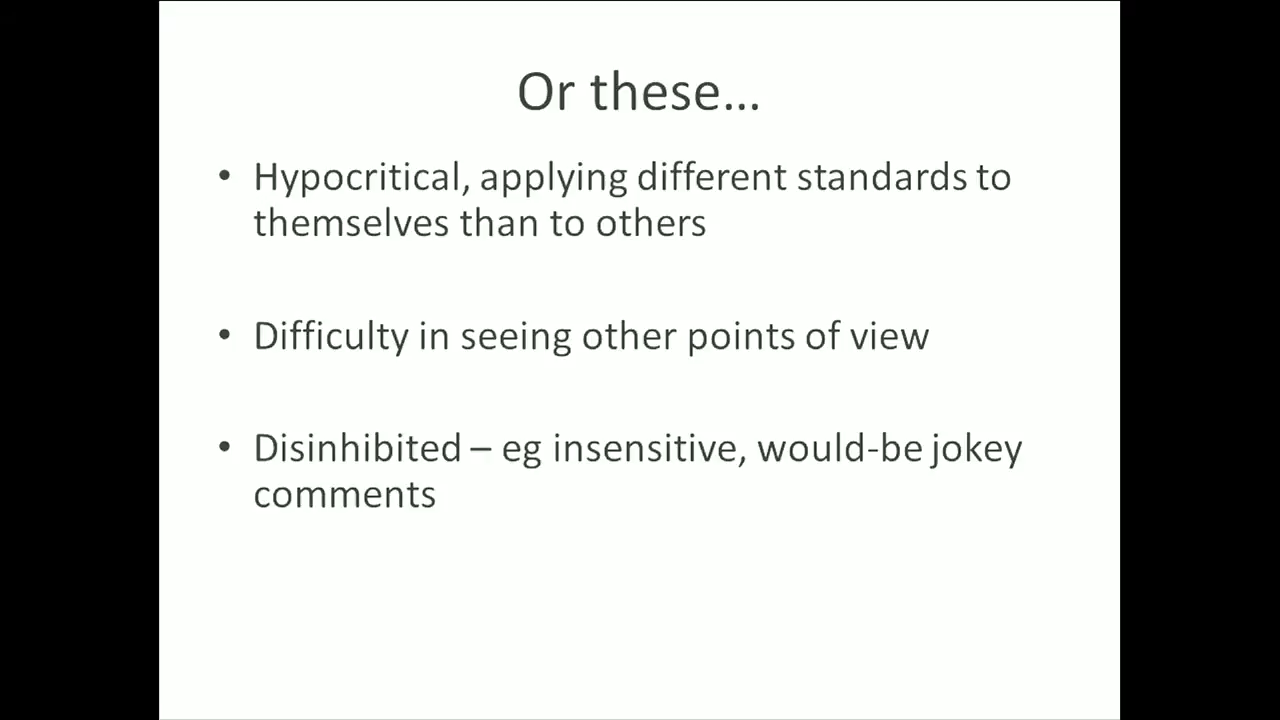 Or these…
• Hypocritical, applying different standards to
themselves than to others
• Difficulty in seeing other points of view
• Disinhibited – eg insensitive, would-be jokey
comments